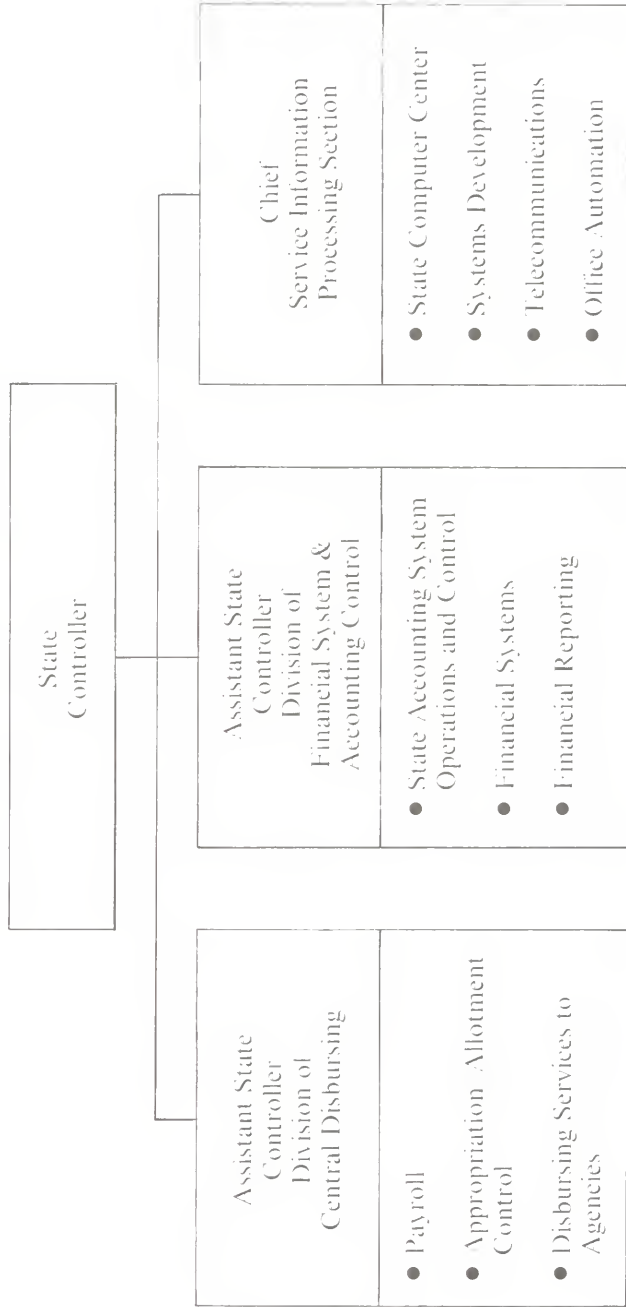 State
Controller
Assistant State
Controller
Division of
Central Disbursing
● Payroll
● Appropriation Allotment
Control
● Disbursing Services to
Agencies
Assistant State
Controller
Division of
Financial System &
Accounting Control
● State Accounting System
Operations and Control
● Financial Systems
● Financial Reporting
Chief
Service Information
Processing Section
● State Computer Center
● Systems Development
● Telecommunications
● Office Automation